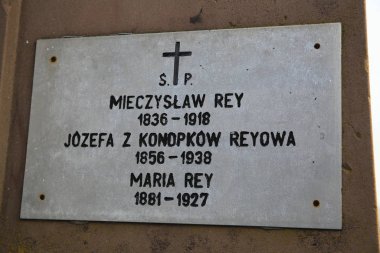 Ś. P.
MIECZYSŁAW REY
1836 – 1918
JÓZEFA Z KONOPKÓW REYOWA
1856 – 1938
MARIA REY
1881 – 1927